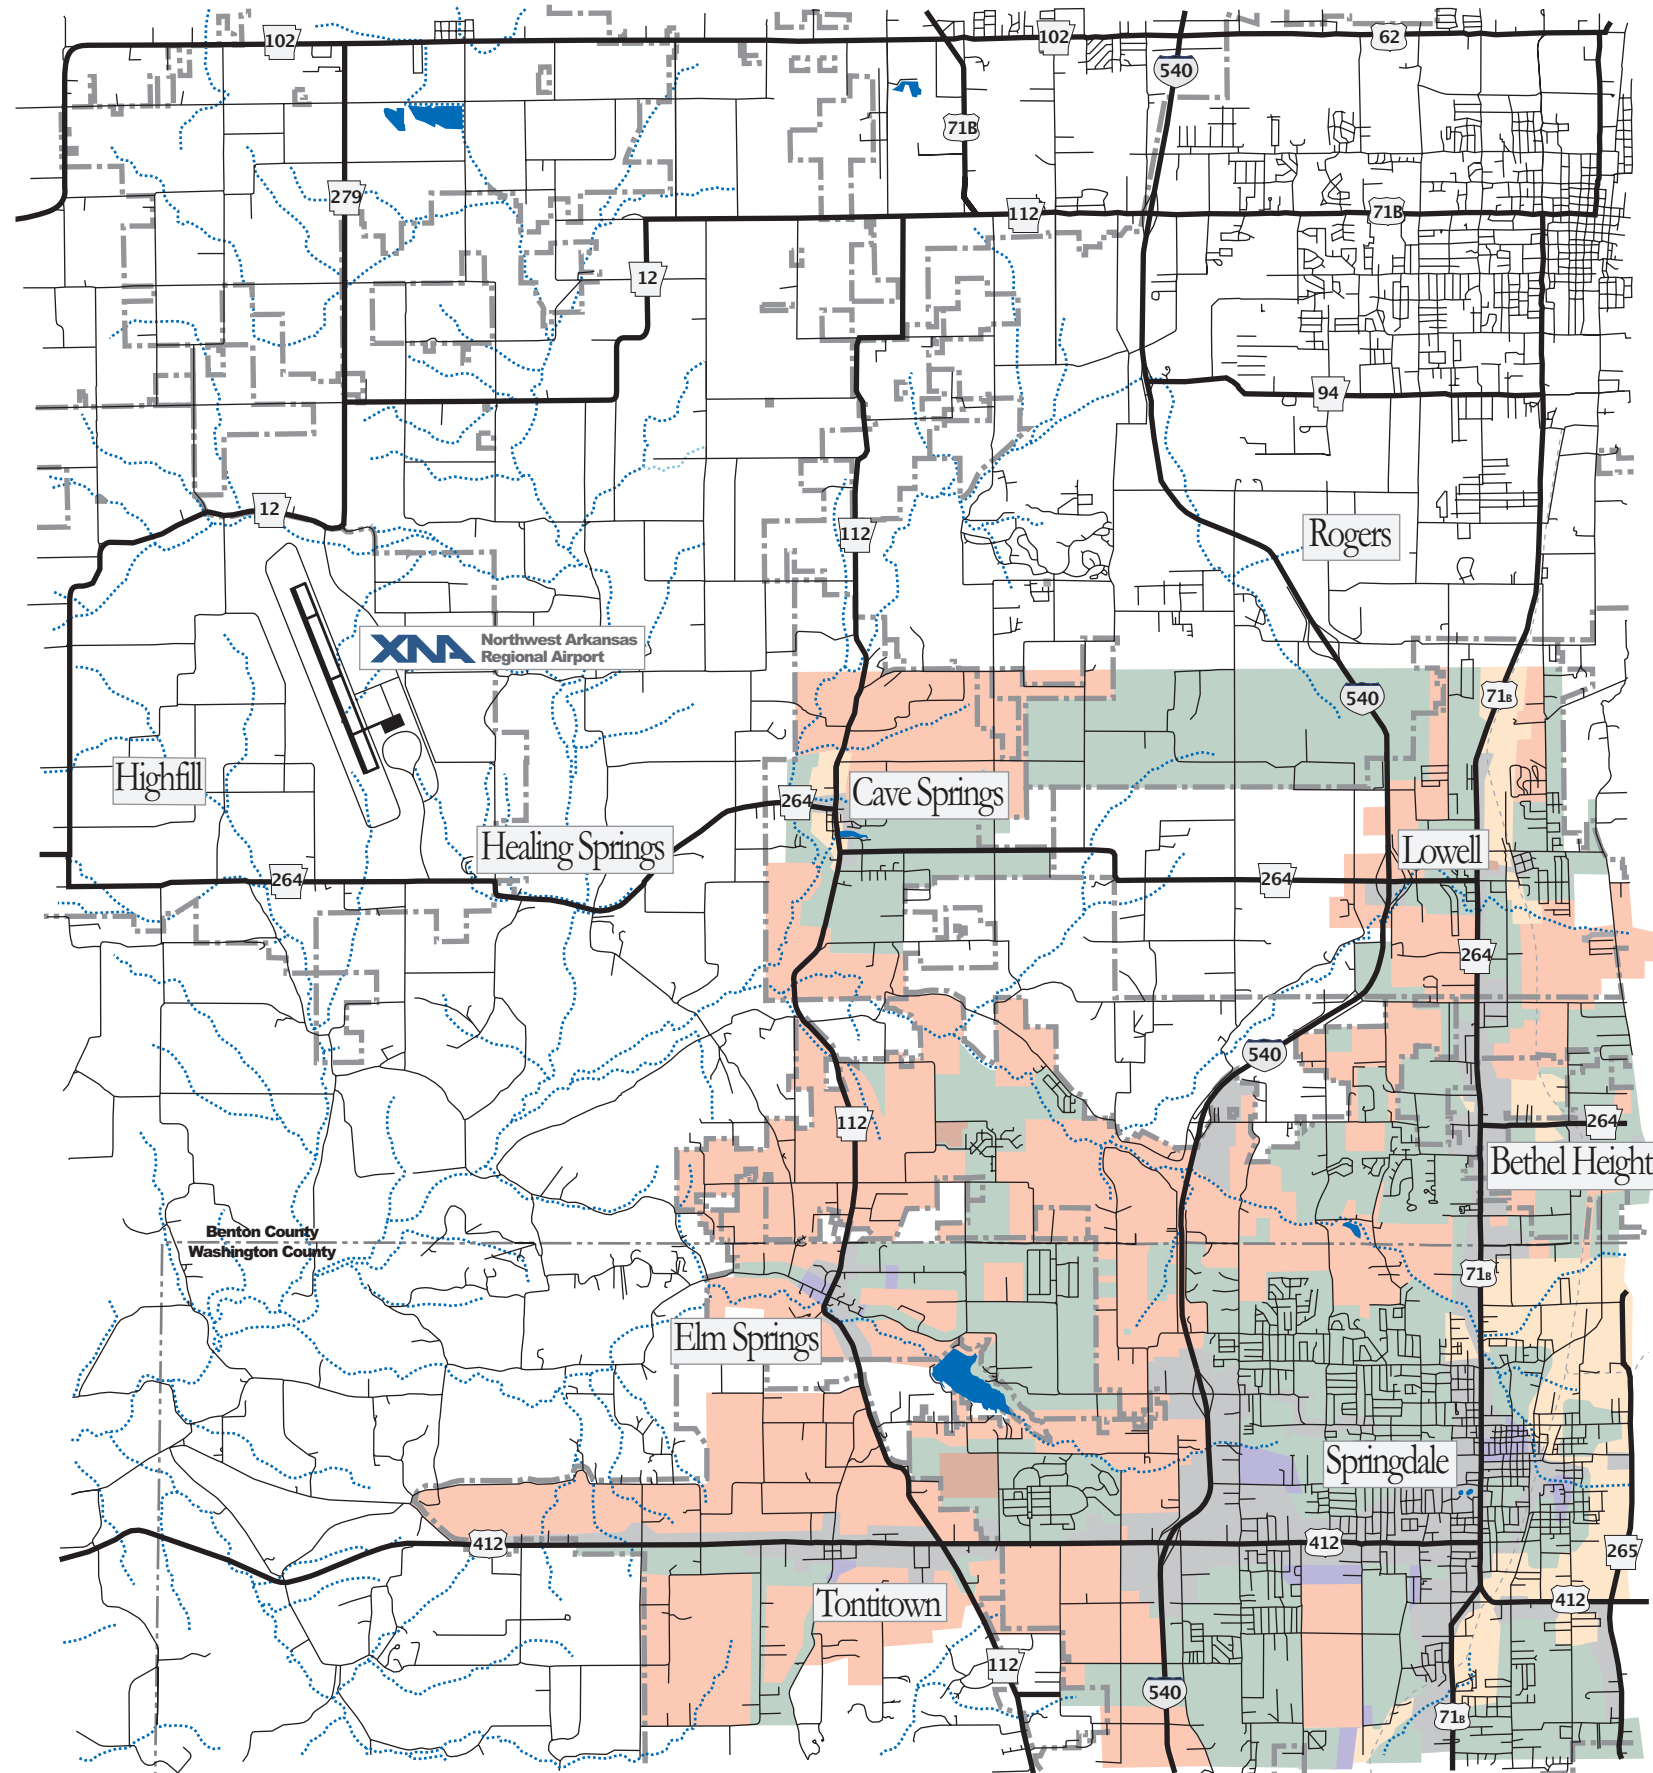 102
102
62
540
71B
279
112
71B
12
94
12
112
Rogers
XNA Northwest Arkansas
Regional Airport
540
71B
Highfill
264
Cave Springs
Healing Springs
Lowell
264
264
264
540
112
264
Bethel Height
Benton County
Washington County
71B
Elm Springs
Springdale
412
412
265
Tontitown
412
112
540
71B